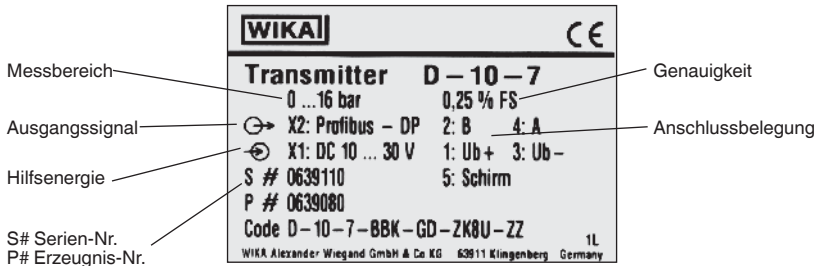 WIKA CE
Messbereich
Transmitter D – 10 – 7
Genauigkeit
0 ...16 bar 0,25 % FS
Ausgangssignal
X2: Profibus – DP 2: B 4: A
Anschlussbelegung
X1: DC 10 ... 30 V 1: Ub+ 3: Ub–
Hilfsenergie
S # 0639110 5: Schirm
P # 0639080
S# Serien-Nr.
P# Erzeugnis-Nr.
Code D–10–7–BBK–GD–ZK8U–ZZ
1L
WIKA Alexander Wiegand GmbH & Co KG 63911 Klingenberg Germany